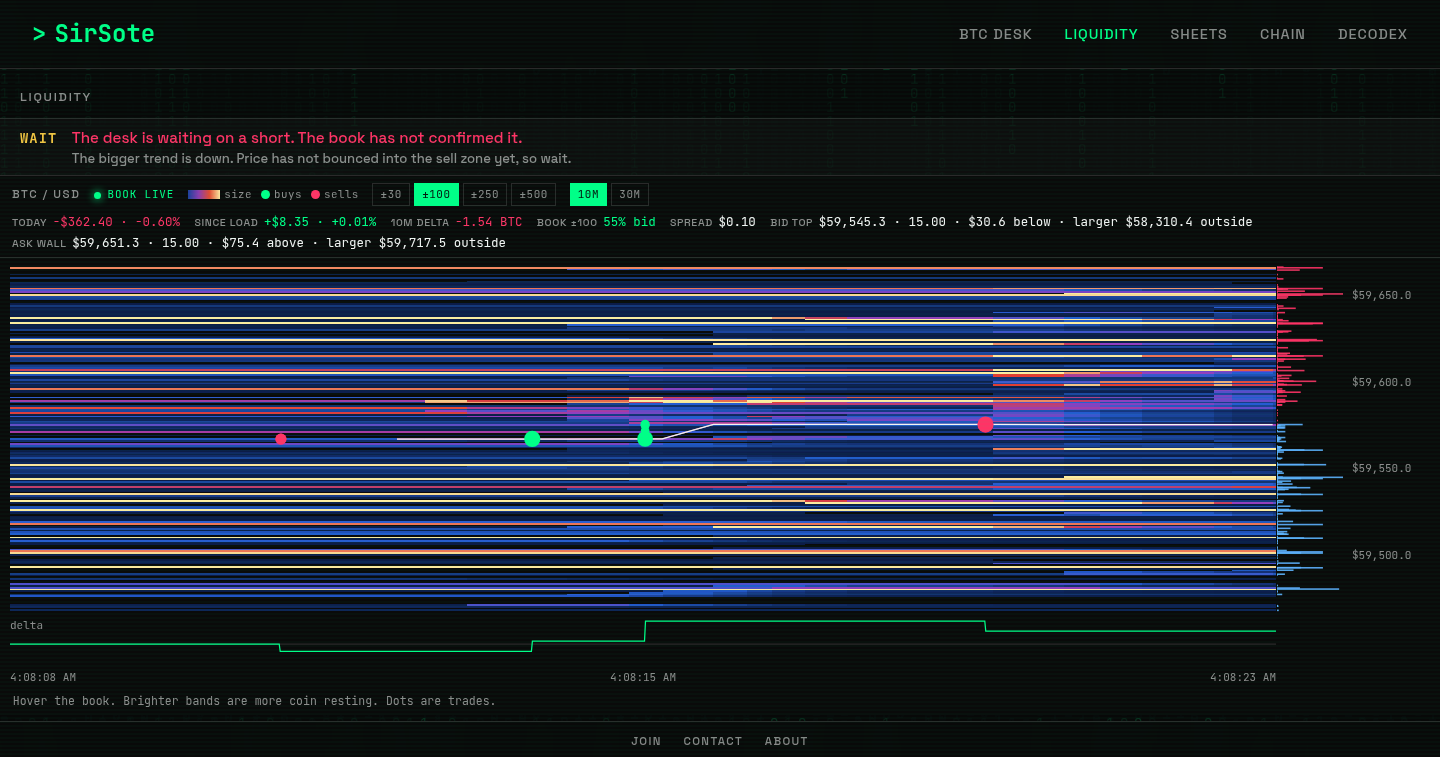 > SirSote
BTC DESK LIQUIDITY SHEETS CHAIN DECODEX
LIQUIDITY
WAIT The desk is waiting on a short. The book has not confirmed it.
The bigger trend is down. Price has not bounced into the sell zone yet, so wait.
BTC / USD BOOK LIVE size buys sells ±30 ±100 ±250 ±500 10M 30M
TODAY -$362.40 · -0.60% SINCE LOAD +$8.35 · +0.01% 10M DELTA -1.54 BTC BOOK ±100 55% bid SPREAD $0.10 BID TOP $59,545.3 · 15.00 · $30.6 below · larger $58,310.4 outside
ASK WALL $59,651.3 · 15.00 · $75.4 above · larger $59,717.5 outside
$59,650.0
$59,600.0
$59,550.0
$59,500.0
delta
4:08:08 AM 4:08:15 AM 4:08:23 AM
Hover the book. Brighter bands are more coin resting. Dots are trades.
JOIN CONTACT ABOUT